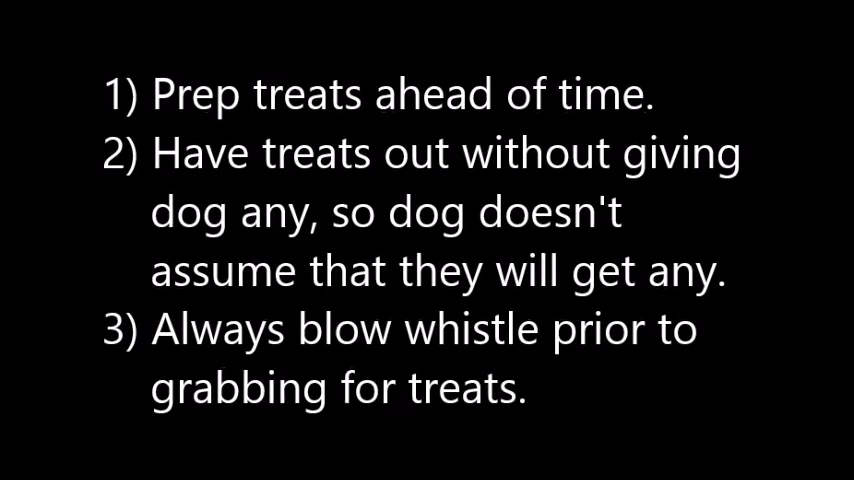 1) Prep treats ahead of time.
2) Have treats out without giving
dog any, so dog doesn't
assume that they will get any.
3) Always blow whistle prior to
grabbing for treats.